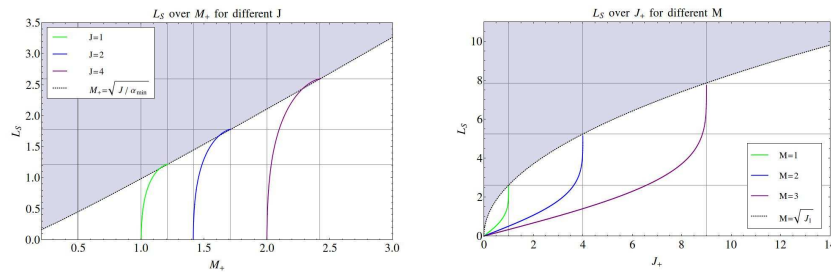 L_S over M_+ for different J
3.5
3.0
2.5
2.0
1.5
1.0
0.5
0.0
L_S
J=1
J=2
J=4
M_+=√J / α_min
0.5 1.0 1.5 2.0 2.5 3.0
M_+
L_S over J_+ for different M
10
8
6
4
2
0
L_S
M=1
M=2
M=3
M=√J_1
0 2 4 6 8 10 12 14
J_+